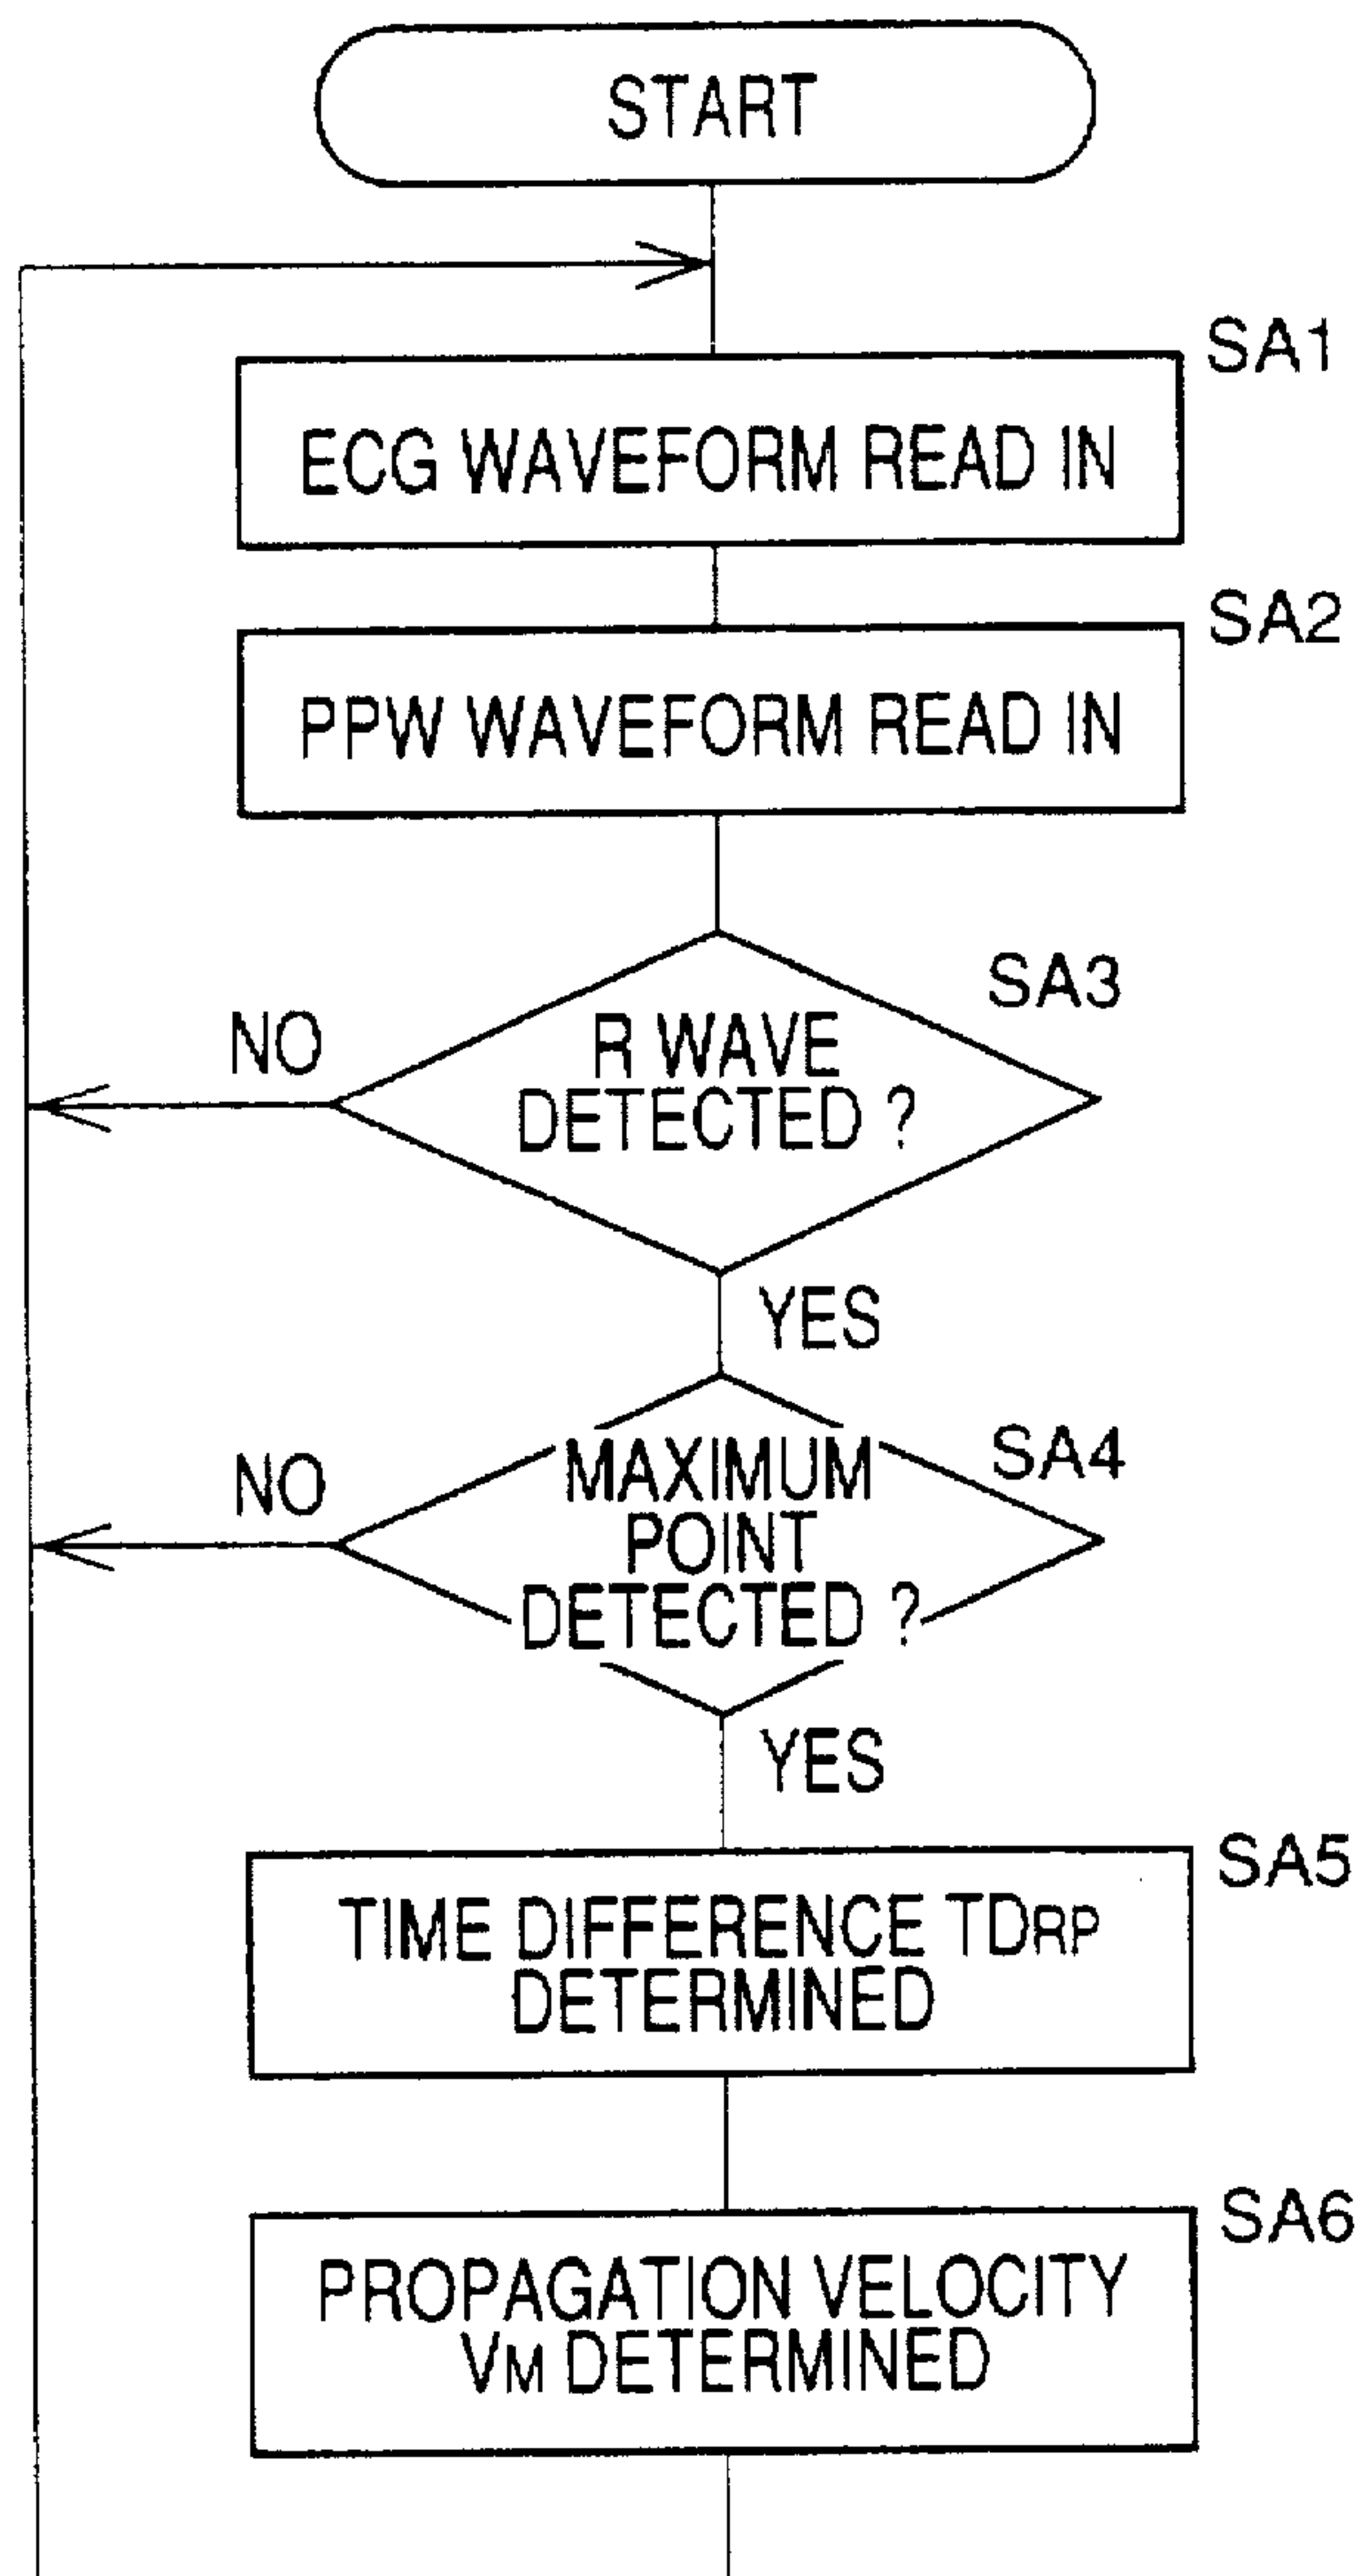 START
SA1
ECG WAVEFORM READ IN
SA2
PPW WAVEFORM READ IN
SA3
NO
R WAVE
DETECTED ?
YES
SA4
NO
MAXIMUM
POINT
DETECTED ?
YES
SA5
TIME DIFFERENCE TDRP
DETERMINED
SA6
PROPAGATION VELOCITY
VM DETERMINED